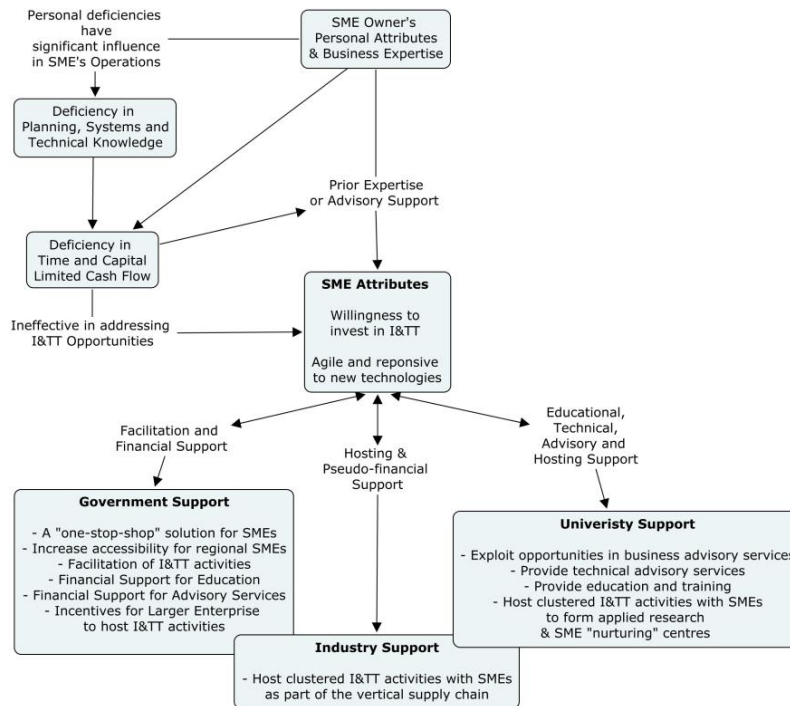 Personal deficiencies
have
significant influence
in SME's Operations
SME Owner's
Personal Attributes
& Business Expertise
Deficiency in
Planning, Systems and
Technical Knowledge
Prior Expertise
or Advisory Support
Deficiency in
Time and Capital
Limited Cash Flow
SME Attributes
Willingness to
invest in I&TT
Agile and reponsive
to new technologies
Ineffective in addressing
I&TT Opportunities
Facilitation and
Financial Support
Hosting &
Pseudo-financial
Support
Educational,
Technical,
Advisory and
Hosting Support
Government Support
- A "one-stop-shop" solution for SMEs
- Increase accessibility for regional SMEs
- Facilitation of I&TT activities
- Financial Support for Education
- Financial Support for Advisory Services
- Incentives for Larger Enterprise
to host I&TT activities
Univeristy Support
- Exploit opportunities in business advisory services
- Provide technical advisory services
- Provide education and training
- Host clustered I&TT activities with SMEs
to form applied research
& SME "nurturing" centres
Industry Support
- Host clustered I&TT activities with SMEs
as part of the vertical supply chain